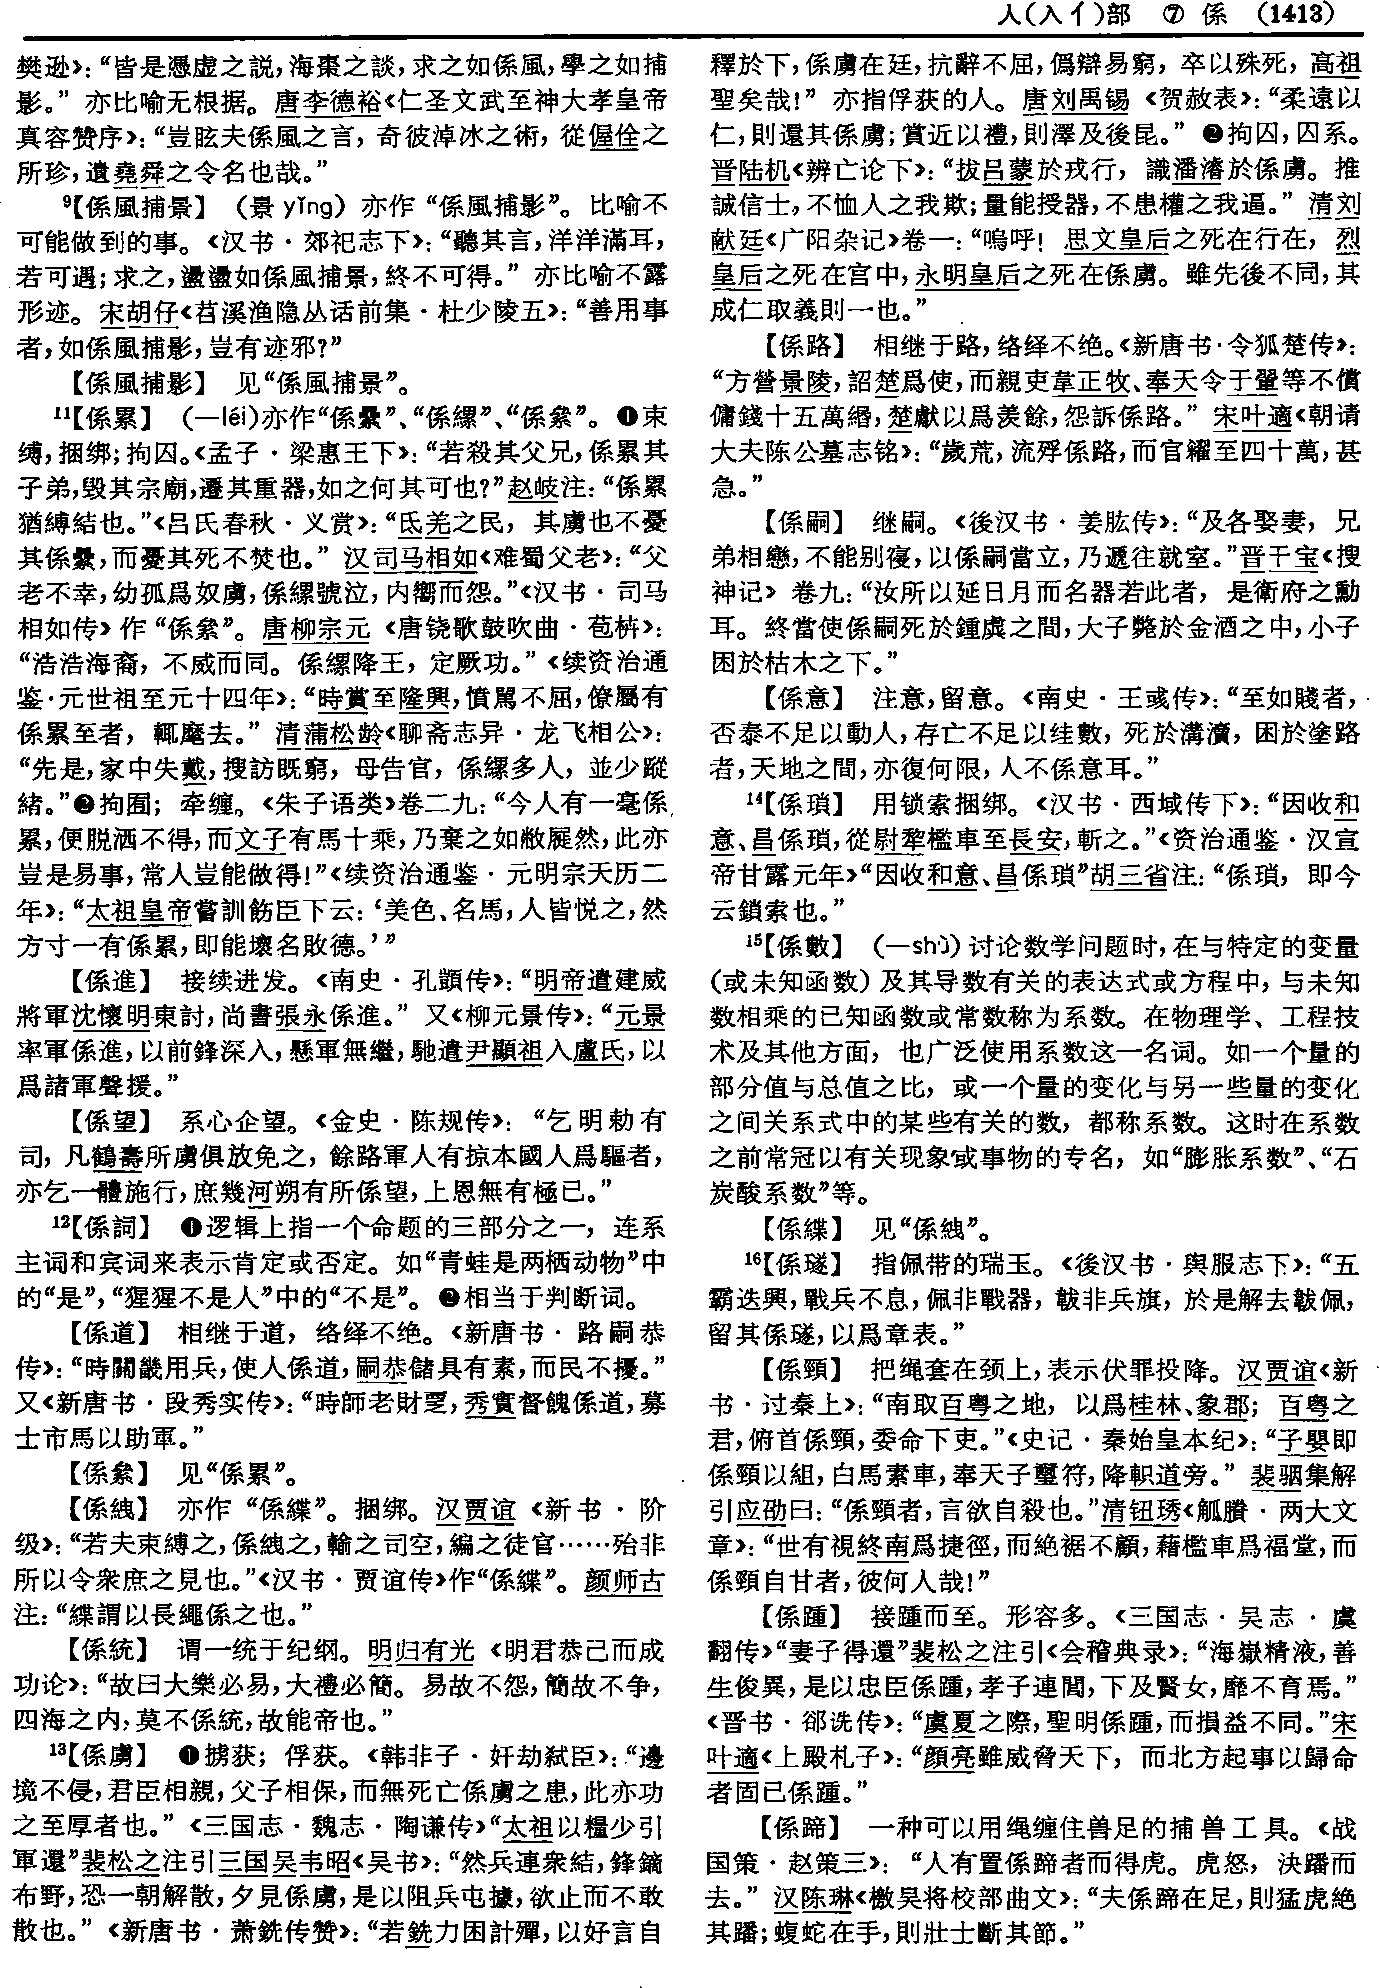 人(入亻)部　⑦　係　(1413)
樊逊》：“皆是憑虚之説，海棗之談，求之如係風，學之如捕
影。”亦比喻无根据。唐李德裕《仁圣文武至神大孝皇帝
真容赞序》：“豈眩夫係風之言，奇彼淖冰之術，從偓佺之
所珍，遺堯舜之令名也哉。”
⁹【係風捕景】（景 yǐng）亦作“係風捕影”。比喻不
可能做到的事。《汉书·郊祀志下》：“聽其言，洋洋滿耳，
若可遇；求之，盪盪如係風捕景，終不可得。”亦比喻不露
形迹。宋胡仔《苕溪渔隐丛话前集·杜少陵五》：“善用事
者，如係風捕影，豈有迹邪？”
【係風捕影】　见“係風捕景”。
¹¹【係累】（—léi）亦作“係纍”、“係縲”、“係絫”。❶束
缚，捆绑；拘囚。《孟子·梁惠王下》：“若殺其父兄，係累其
子弟，毁其宗廟，遷其重器，如之何其可也？”赵岐注：“係累
猶縛結也。”《吕氏春秋·义赏》：“氐羌之民，其虜也不憂
其係纍，而憂其死不焚也。”汉司马相如《难蜀父老》：“父
老不幸，幼孤爲奴虜，係縲號泣，内嚮而怨。”《汉书·司马
相如传》作“係絫”。唐柳宗元《唐铙歌鼓吹曲·苞枿》：
“浩浩海裔，不威而同。係縲降王，定厥功。”《续资治通
鉴·元世祖至元十四年》：“時賞至隆興，憤駡不屈，僚屬有
係累至者，輒麾去。”清蒲松龄《聊斋志异·龙飞相公》：
“先是，家中失戴，搜訪既窮，母告官，係縲多人，並少蹤
緒。”❷拘囿；牵缠。《朱子语类》卷二九：“今人有一毫係
累，便脱洒不得，而文子有馬十乘，乃棄之如敝屣然，此亦
豈是易事，常人豈能做得！”《续资治通鉴·元明宗天历二
年》：“太祖皇帝嘗訓飭臣下云：‘美色、名馬，人皆悦之，然
方寸一有係累，即能壞名敗德。’”
【係進】　接续进发。《南史·孔顗传》：“明帝遣建威
將軍沈懷明東討，尚書張永係進。”又《柳元景传》：“元景
率軍係進，以前鋒深入，懸軍無繼，馳遣尹顯祖入盧氏，以
爲諸軍聲援。”
【係望】　系心企望。《金史·陈规传》：“乞明勅有
司，凡鶴壽所虜俱放免之，餘路軍人有掠本國人爲驅者，
亦乞一體施行，庶幾河朔有所係望，上恩無有極已。”
¹²【係詞】　❶逻辑上指一个命题的三部分之一，连系
主词和宾词来表示肯定或否定。如“青蛙是两栖动物”中
的“是”，“猩猩不是人”中的“不是”。❷相当于判断词。
【係道】　相继于道，络绎不绝。《新唐书·路嗣恭
传》：“時關畿用兵，使人係道，嗣恭儲具有素，而民不擾。”
又《新唐书·段秀实传》：“時師老財覂，秀實督餽係道，募
士市馬以助軍。”
【係絫】　见“係累”。
【係絏】　亦作“係緤”。捆绑。汉贾谊《新书·阶
级》：“若夫束縛之，係絏之，輸之司空，編之徒官……殆非
所以令衆庶之見也。”《汉书·贾谊传》作“係緤”。颜师古
注：“緤謂以長繩係之也。”
【係統】　谓一统于纪纲。明归有光《明君恭己而成
功论》：“故曰大樂必易，大禮必簡。易故不怨，簡故不争，
四海之内，莫不係統，故能帝也。”
¹³【係虜】　❶掳获；俘获。《韩非子·奸劫弑臣》：“邊
境不侵，君臣相親，父子相保，而無死亡係虜之患，此亦功
之至厚者也。”《三国志·魏志·陶谦传》“太祖以糧少引
軍還”裴松之注引三国吴韦昭《吴书》：“然兵連衆結，鋒鏑
布野，恐一朝解散，夕見係虜，是以阻兵屯據，欲止而不敢
散也。”《新唐书·萧銑传赞》：“若銑力困計殫，以好言自
釋於下，係虜在廷，抗辭不屈，僞辯易窮，卒以殊死，高祖
聖矣哉！”亦指俘获的人。唐刘禹锡《贺赦表》：“柔遠以
仁，則還其係虜；賞近以禮，則澤及後昆。”❷拘囚，囚系。
晋陆机《辨亡论下》：“拔吕蒙於戎行，識潘濬於係虜。推
誠信士，不恤人之我欺；量能授器，不患權之我逼。”清刘
献廷《广阳杂记》卷一：“嗚呼！思文皇后之死在行在，烈
皇后之死在宫中，永明皇后之死在係虜。雖先後不同，其
成仁取義則一也。”
【係路】　相继于路，络绎不绝。《新唐书·令狐楚传》：
“方營景陵，詔楚爲使，而親吏韋正牧、奉天令于翬等不償
傭錢十五萬緡，楚獻以爲羡餘，怨訴係路。”宋叶適《朝请
大夫陈公墓志铭》：“歲荒，流殍係路，而官糴至四十萬，甚
急。”
【係嗣】　继嗣。《後汉书·姜肱传》：“及各娶妻，兄
弟相戀，不能别寑，以係嗣當立，乃遞往就室。”晋干宝《搜
神记》卷九：“汝所以延日月而名器若此者，是衛府之勳
耳。終當使係嗣死於鍾虡之間，大子斃於金酒之中，小子
困於枯木之下。”
【係意】　注意，留意。《南史·王彧传》：“至如賤者，
否泰不足以動人，存亡不足以絓數，死於溝瀆，困於塗路
者，天地之間，亦復何限，人不係意耳。”
¹⁴【係瑣】　用锁索捆绑。《汉书·西域传下》：“因收和
意、昌係瑣，從尉犂檻車至長安，斬之。”《资治通鉴·汉宣
帝甘露元年》“因收和意、昌係瑣”胡三省注：“係瑣，即今
云鎖索也。”
¹⁵【係數】（—shù）讨论数学问题时，在与特定的变量
（或未知函数）及其导数有关的表达式或方程中，与未知
数相乘的已知函数或常数称为系数。在物理学、工程技
术及其他方面，也广泛使用系数这一名词。如一个量的
部分值与总值之比，或一个量的变化与另一些量的变化
之间关系式中的某些有关的数，都称系数。这时在系数
之前常冠以有关现象或事物的专名，如“膨胀系数”、“石
炭酸系数”等。
【係緤】　见“係絏”。
¹⁶【係璲】　指佩带的瑞玉。《後汉书·舆服志下》：“五
霸迭興，戰兵不息，佩非戰器，韍非兵旗，於是解去韍佩，
留其係璲，以爲章表。”
【係頸】　把绳套在颈上，表示伏罪投降。汉贾谊《新
书·过秦上》：“南取百粤之地，以爲桂林、象郡；百粤之
君，俯首係頸，委命下吏。”《史记·秦始皇本纪》：“子嬰即
係頸以組，白馬素車，奉天子璽符，降軹道旁。”裴骃集解
引应劭曰：“係頸者，言欲自殺也。”清钮琇《觚賸·两大文
章》：“世有視終南爲捷徑，而絶裾不顧，藉檻車爲福堂，而
係頸自甘者，彼何人哉！”
【係踵】　接踵而至。形容多。《三国志·吴志·虞
翻传》“妻子得還”裴松之注引《会稽典录》：“海嶽精液，善
生俊異，是以忠臣係踵，孝子連閭，下及賢女，靡不育焉。”
《晋书·郤诜传》：“虞夏之際，聖明係踵，而損益不同。”宋
叶適《上殿札子》：“顔亮雖威脅天下，而北方起事以歸命
者固已係踵。”
【係蹄】　一种可以用绳缠住兽足的捕兽工具。《战
国策·赵策三》：“人有置係蹄者而得虎。虎怒，決蹯而
去。”汉陈琳《檄吴将校部曲文》：“夫係蹄在足，則猛虎絶
其蹯；蝮蛇在手，則壯士斷其節。”